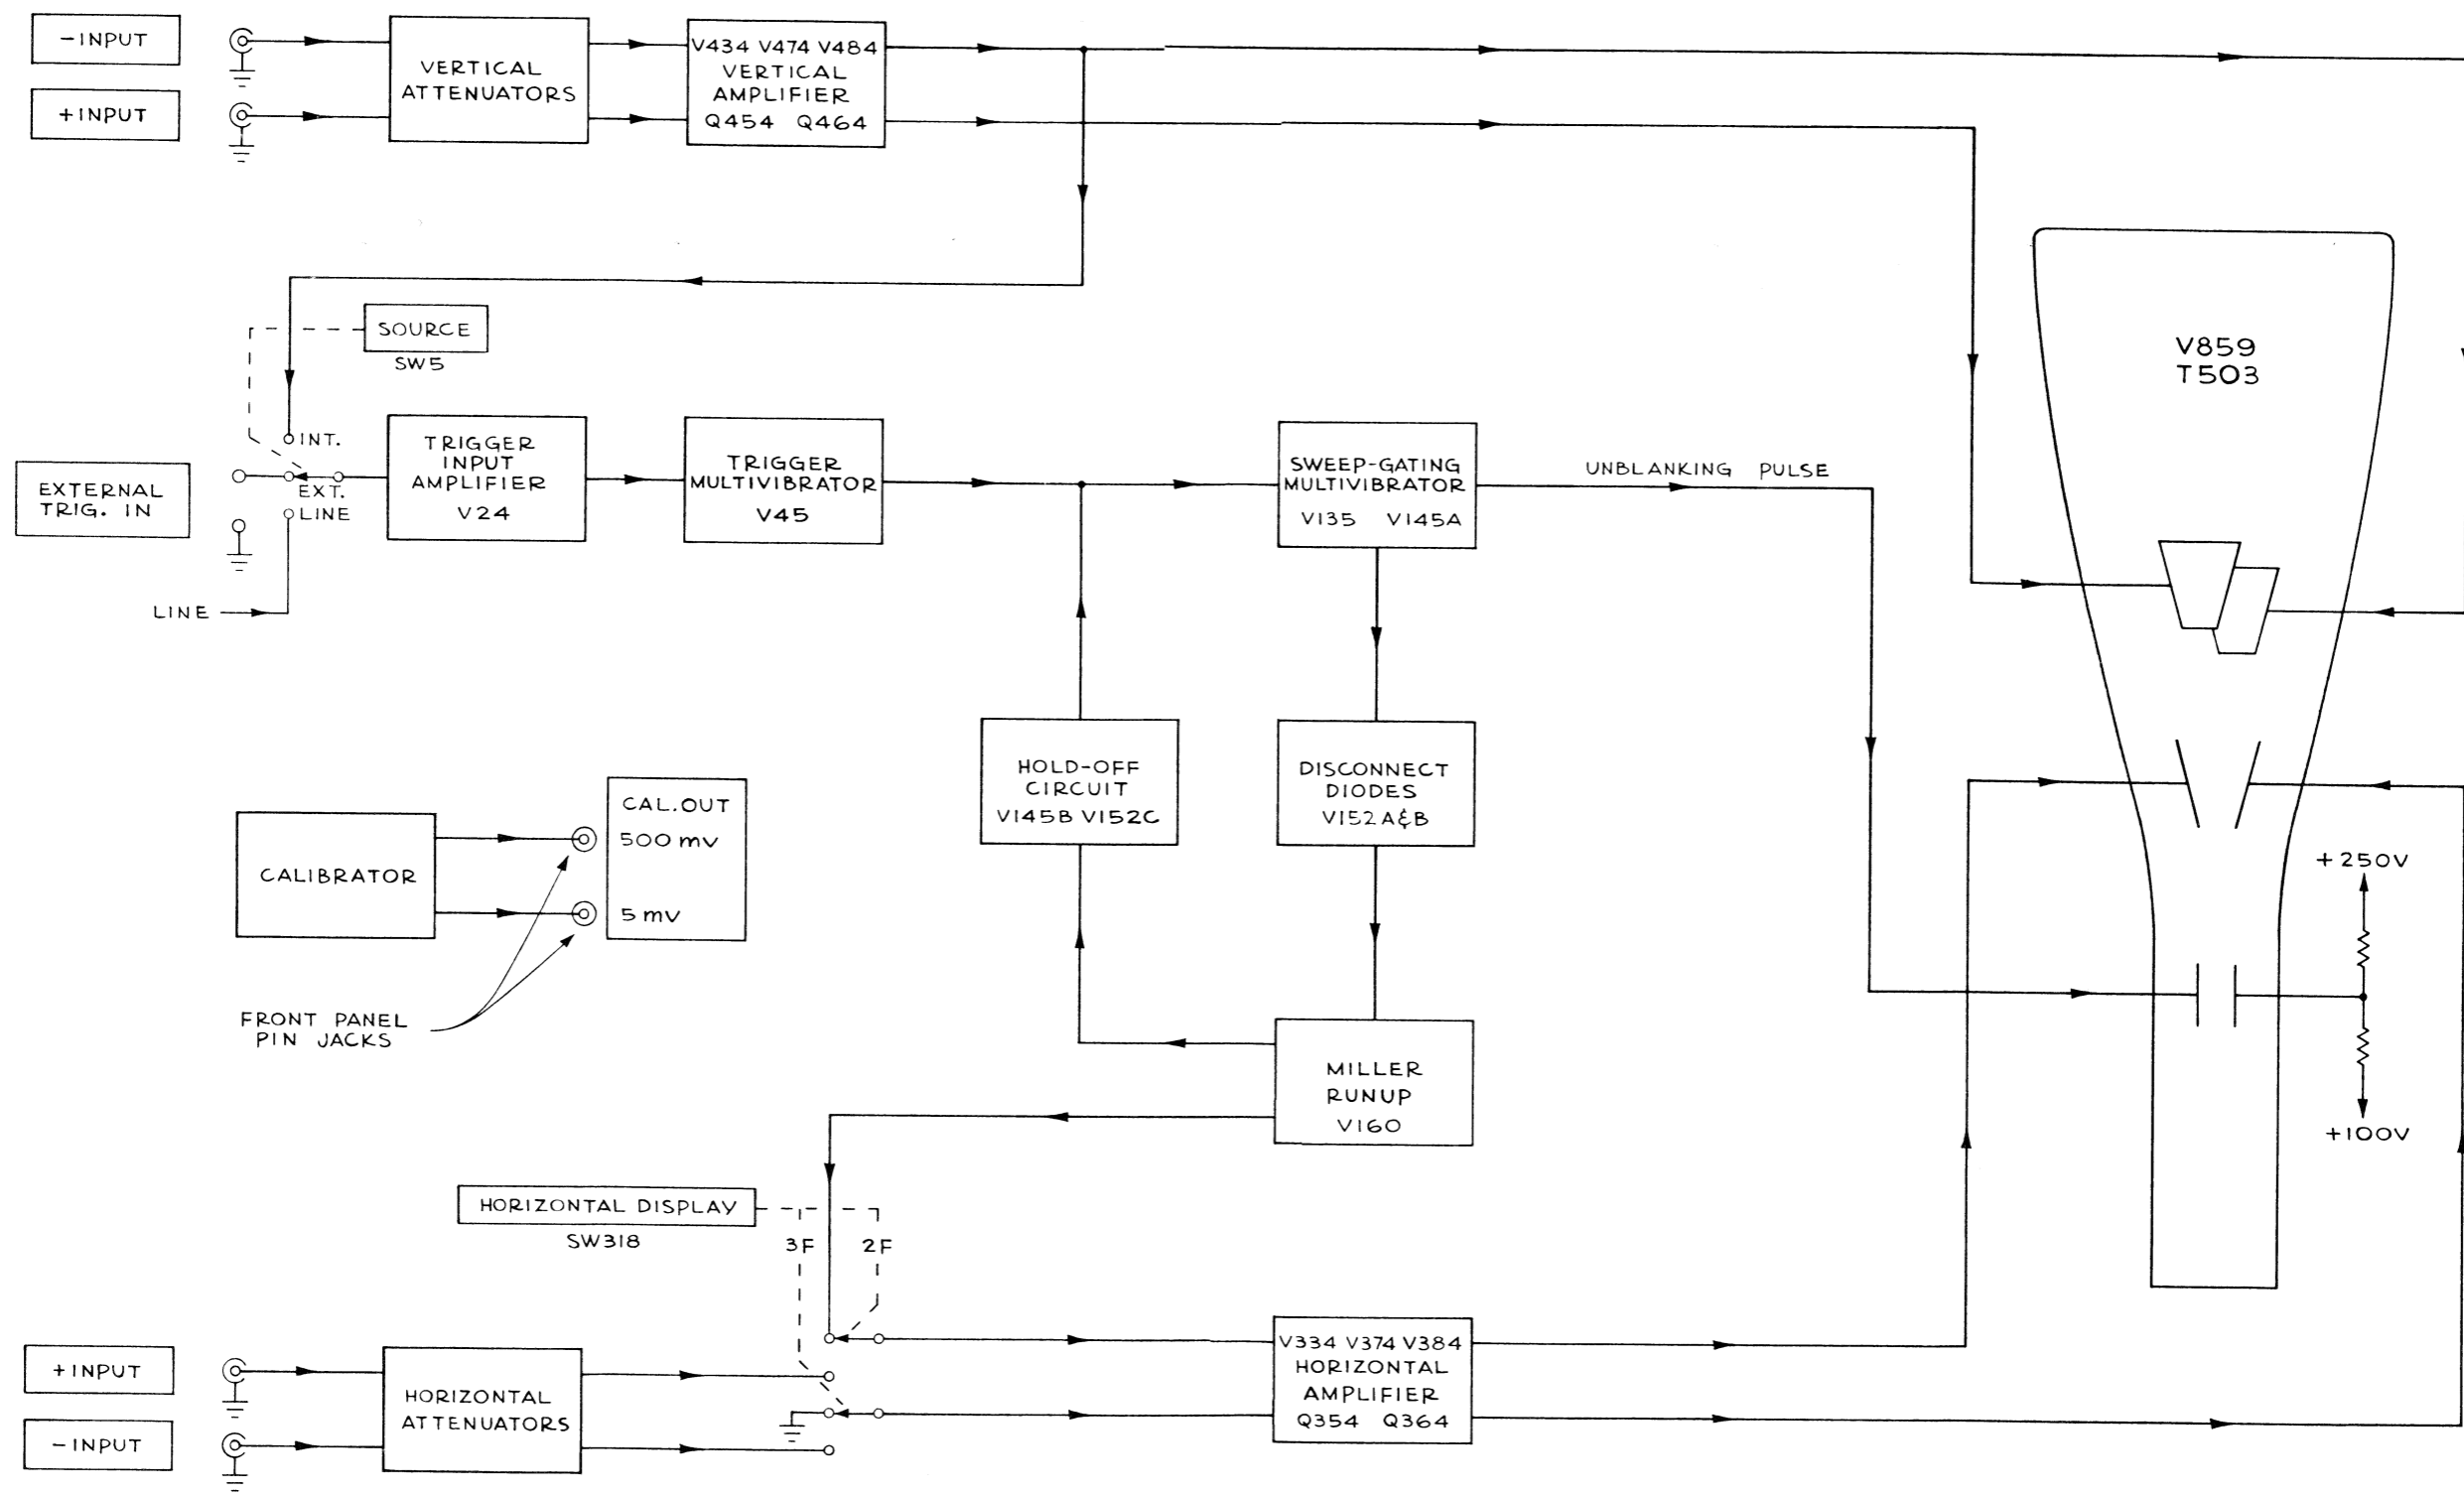 −INPUT
+INPUT
VERTICAL
ATTENUATORS
V434 V474 V484
VERTICAL
AMPLIFIER
Q454 Q464
SOURCE
SW5
INT.
EXT.
LINE
EXTERNAL
TRIG. IN
LINE
TRIGGER
INPUT
AMPLIFIER
V24
TRIGGER
MULTIVIBRATOR
V45
SWEEP-GATING
MULTIVIBRATOR
V135 V145A
UNBLANKING PULSE
V859
T503
HOLD-OFF
CIRCUIT
V145B V152C
DISCONNECT
DIODES
V152A&B
CALIBRATOR
CAL.OUT
500 mV
5 mV
FRONT PANEL
PIN JACKS
MILLER
RUNUP
V160
+250V
+100V
HORIZONTAL DISPLAY
SW318
3F
2F
+INPUT
−INPUT
HORIZONTAL
ATTENUATORS
V334 V374 V384
HORIZONTAL
AMPLIFIER
Q354 Q364